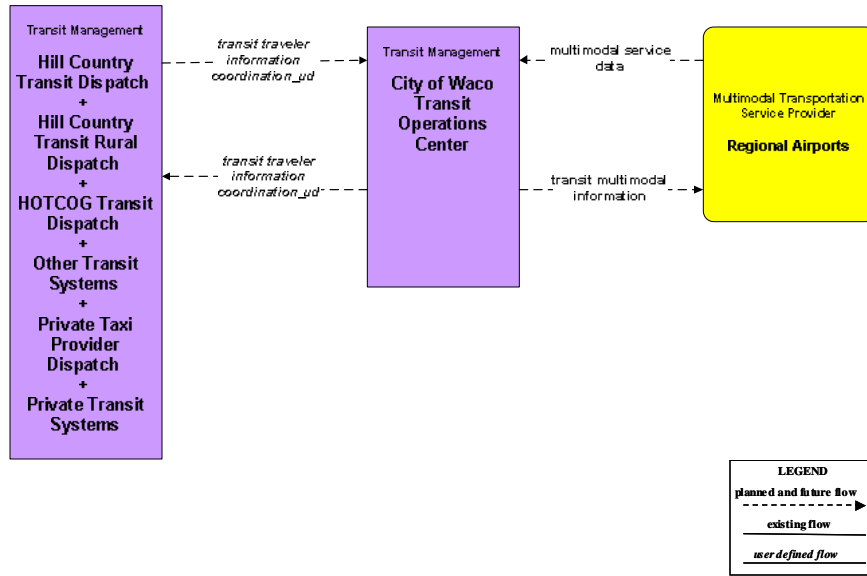 Transit Management
Hill Country
Transit Dispatch
+
Hill Country
Transit Rural
Dispatch
+
HOTCOG Transit
Dispatch
+
Other Transit
Systems
+
Private Taxi
Provider
Dispatch
+
Private Transit
Systems
transit traveler
information
coordination_ud
transit traveler
information
coordination_ud
Transit Management
City of Waco
Transit
Operations
Center
multimodal service
data
transit multimodal
information
Multimodal Transportation
Service Provider
Regional Airports
LEGEND
planned and future flow
existing flow
user defined flow